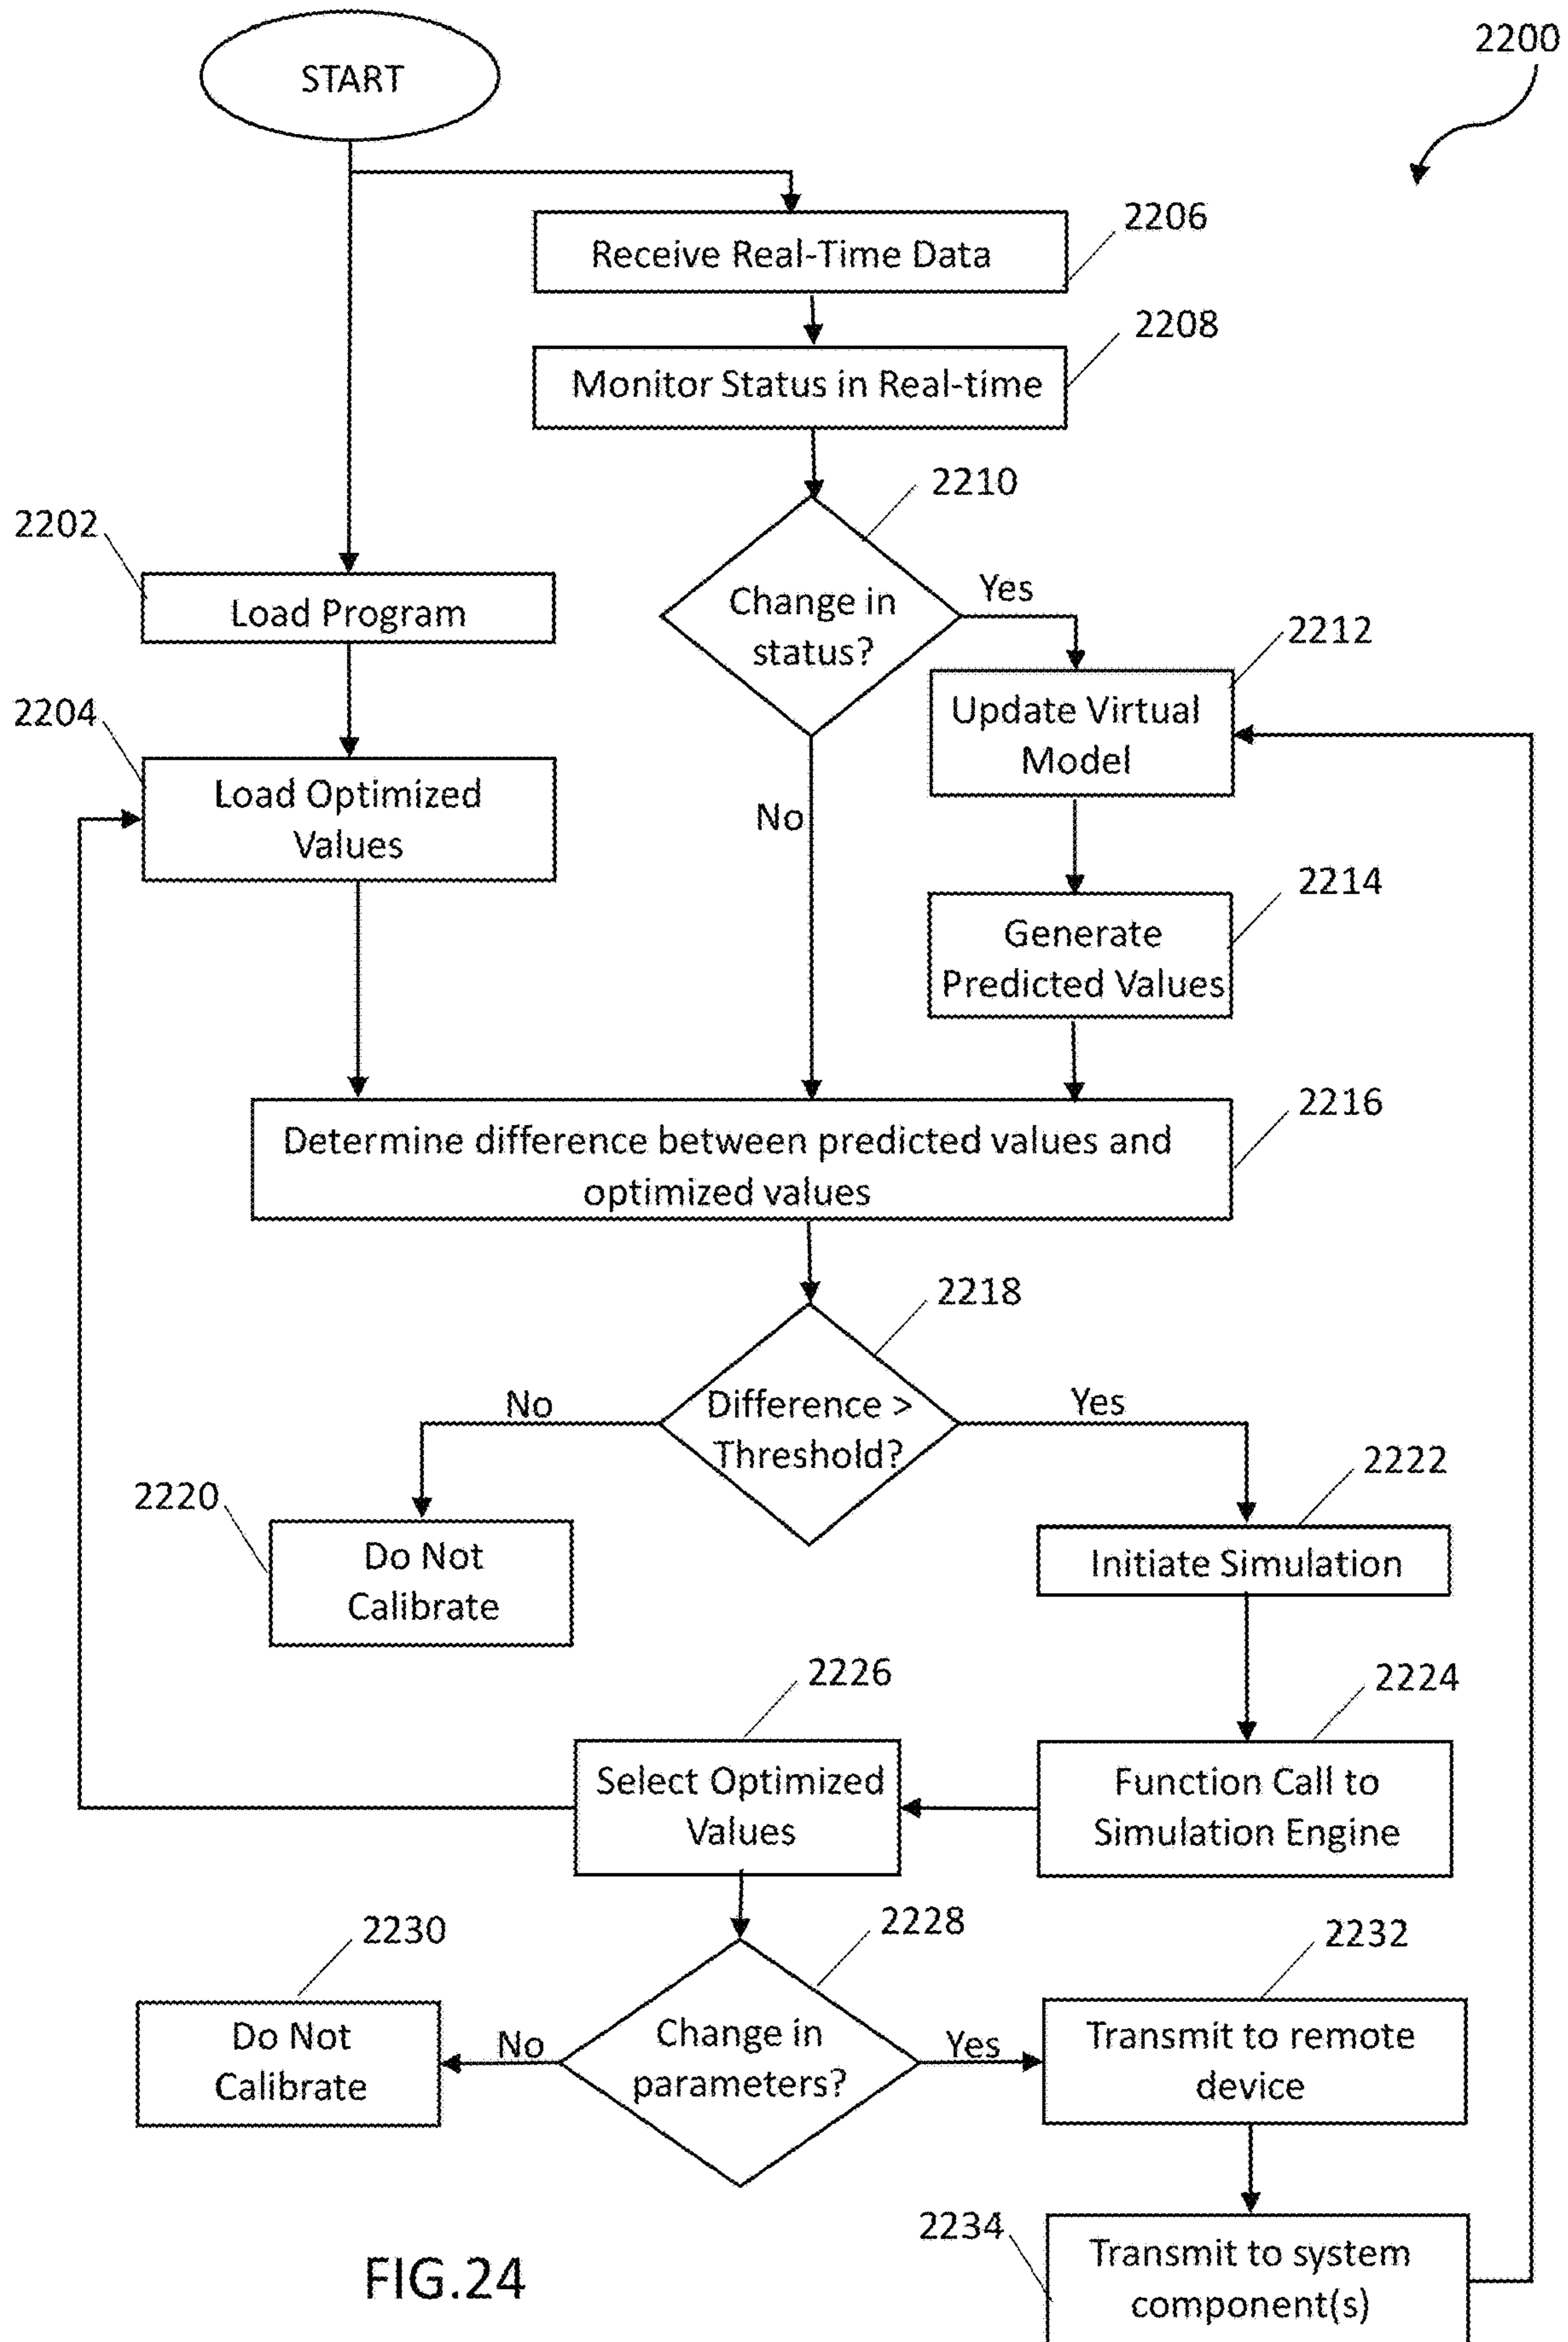 2200
START
2206
Receive Real-Time Data
2208
Monitor Status in Real-time
2210
2202
Change in
status?
Yes
Load Program
2212
2204
Update Virtual
Model
Load Optimized
Values
No
2214
Generate
Predicted Values
2216
Determine difference between predicted values and
optimized values
2218
No
Difference >
Threshold?
Yes
2222
2220
Do Not
Calibrate
Initiate Simulation
2226
2224
Select Optimized
Values
Function Call to
Simulation Engine
2230
2228
2232
Do Not
Calibrate
No
Change in
parameters?
Yes
Transmit to remote
device
2234
Transmit to system
component(s)
FIG.24